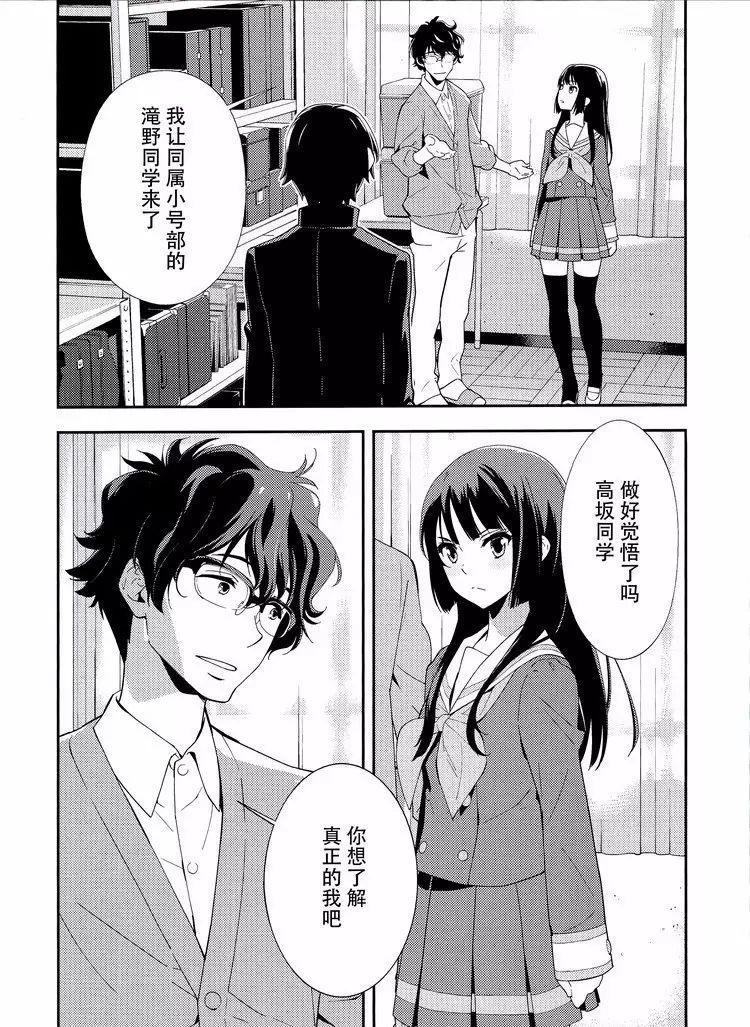 我让同属小号部的
滝野同学来了
做好觉悟了吗
高坂同学
你想了解
真正的我吧